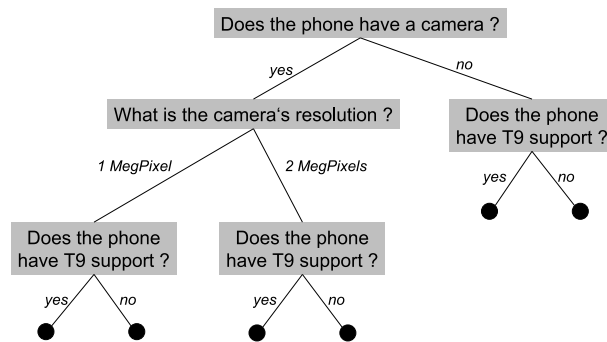 Does the phone have a camera ?
yes
no
What is the camera‘s resolution ?
Does the phone
have T9 support ?
1 MegPixel
2 MegPixels
yes
no
Does the phone
have T9 support ?
Does the phone
have T9 support ?
yes
no
yes
no